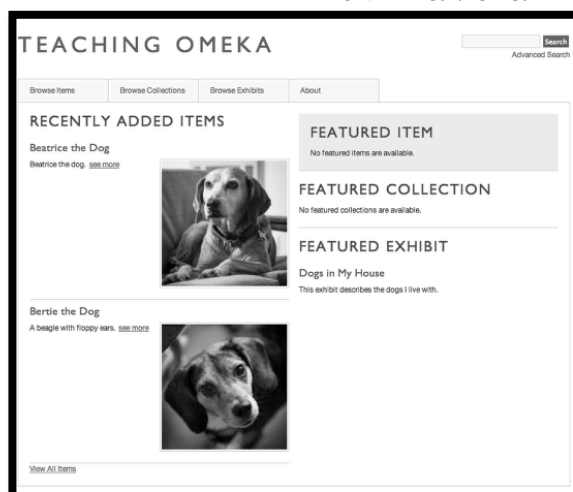 TEACHING OMEKA
Search
Advanced Search
Browse Items
Browse Collections
Browse Exhibits
About
RECENTLY ADDED ITEMS
Beatrice the Dog
Beatrice the dog. see more
Bertie the Dog
A beagle with floppy ears. see more
View All Items
FEATURED ITEM
No featured items are available.
FEATURED COLLECTION
No featured collections are available.
FEATURED EXHIBIT
Dogs in My House
This exhibit describes the dogs I live with.